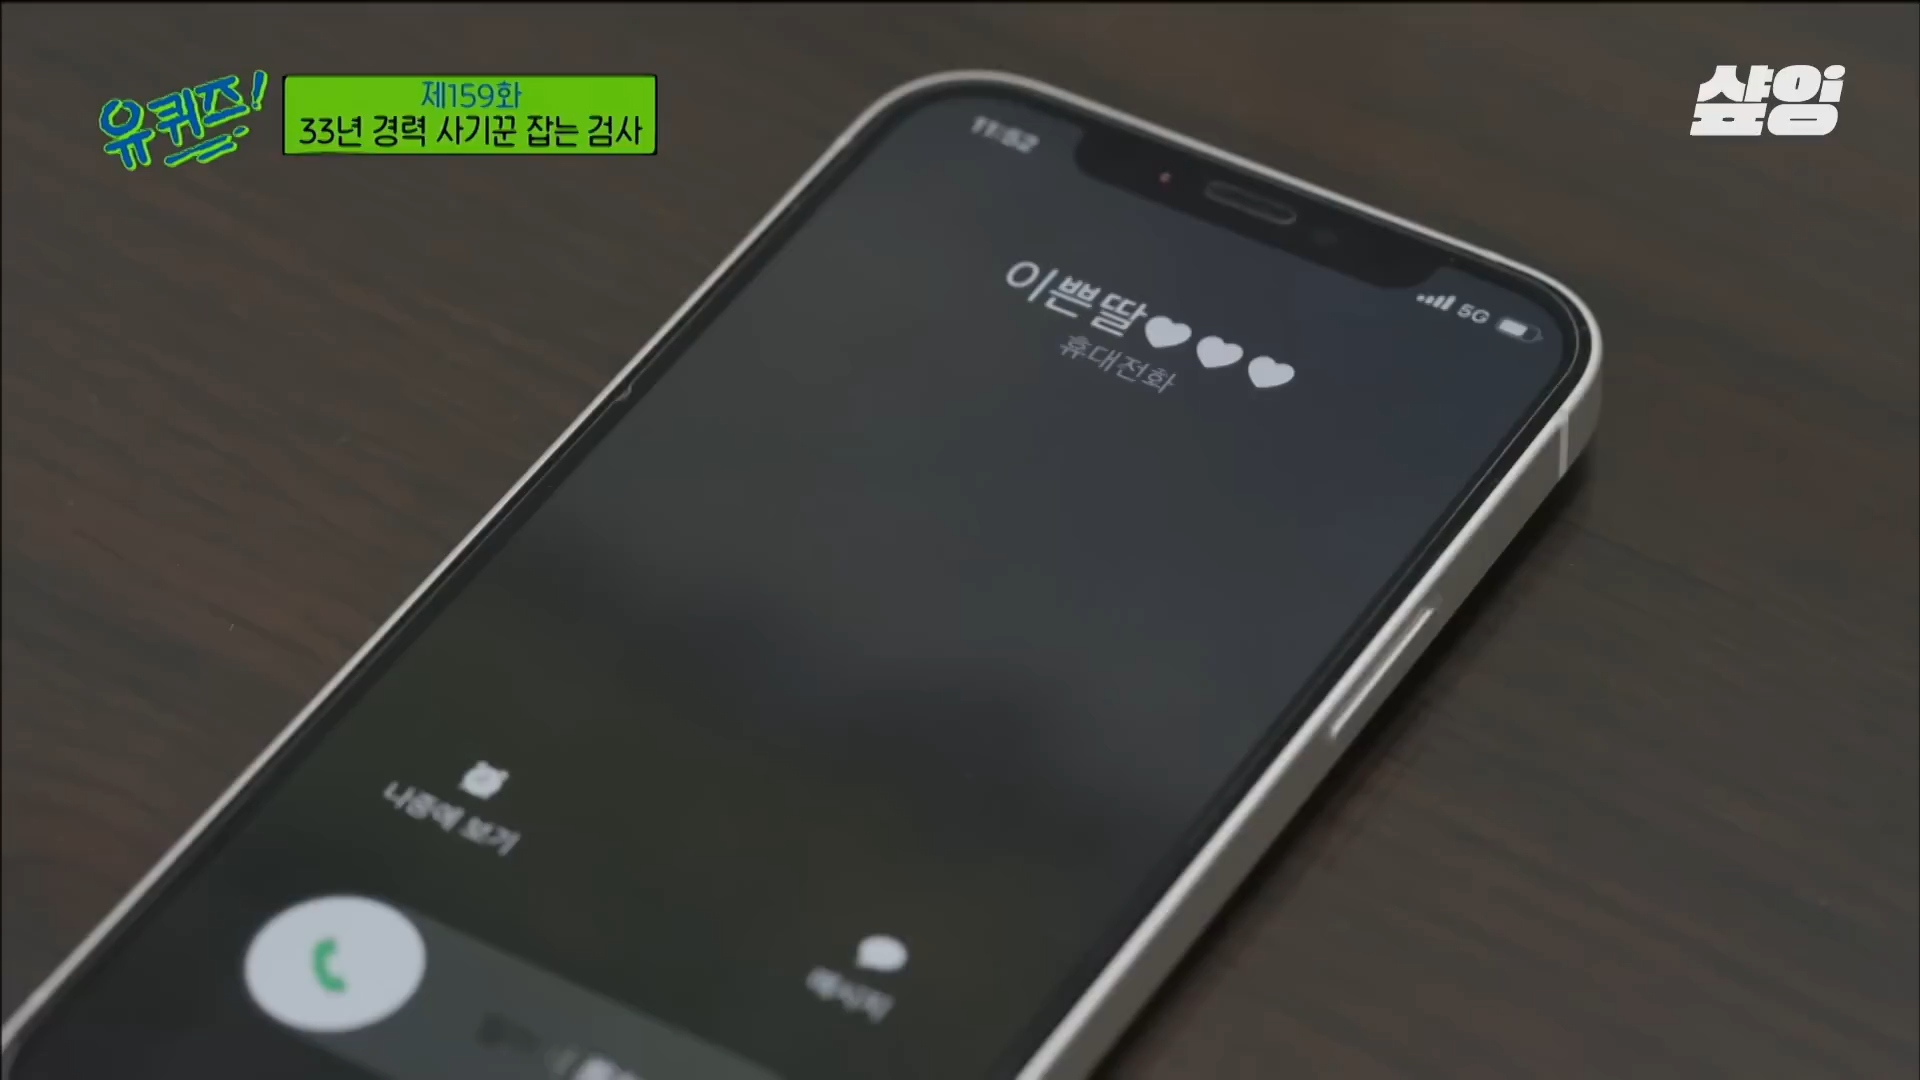 유퀴즈!
제159화
33년 경력 사기꾼 잡는 검사
샾잉
11:52
5G
이쁜딸🤍🤍🤍
휴대전화
나중에 보기
메시지